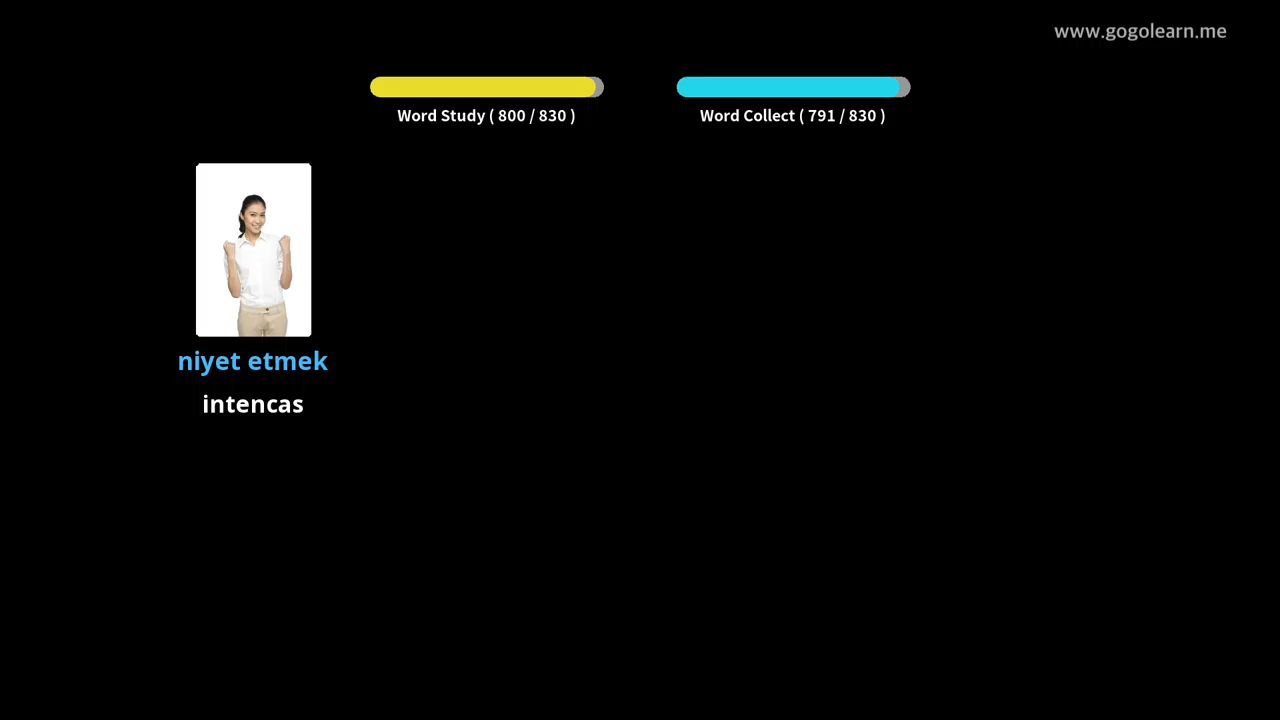 www.gogolearn.me
Word Study ( 800 / 830 )
Word Collect ( 791 / 830 )
niyet etmek
intencas